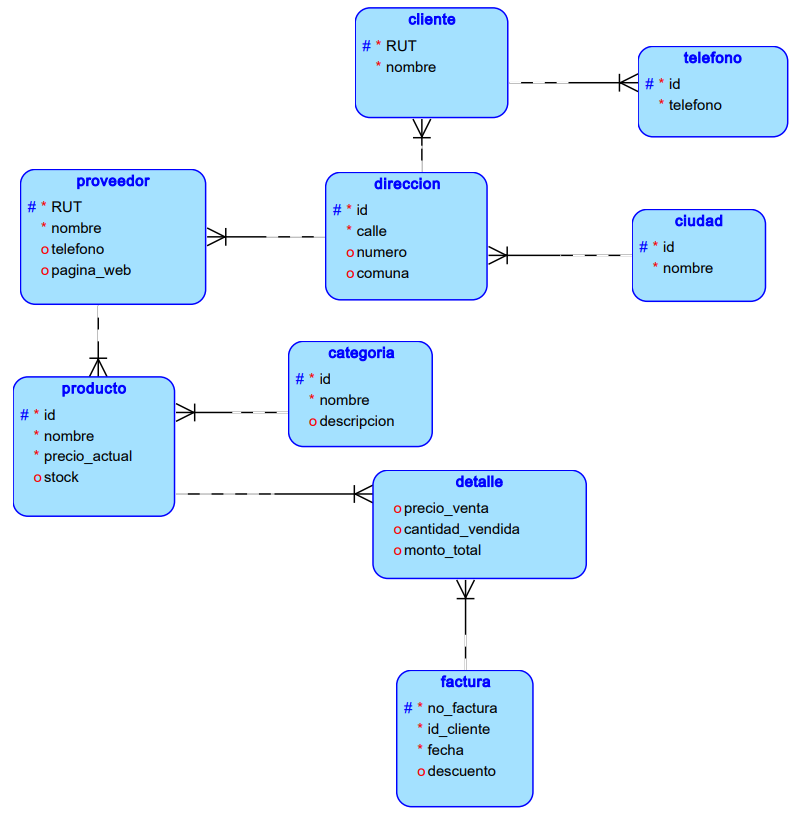 cliente
# * RUT
* nombre
telefono
# * id
* telefono
proveedor
# * RUT
* nombre
o telefono
o pagina_web
direccion
# * id
* calle
o numero
o comuna
ciudad
# * id
* nombre
categoria
# * id
* nombre
o descripcion
producto
# * id
* nombre
* precio_actual
o stock
detalle
o precio_venta
o cantidad_vendida
o monto_total
factura
# * no_factura
* id_cliente
* fecha
o descuento